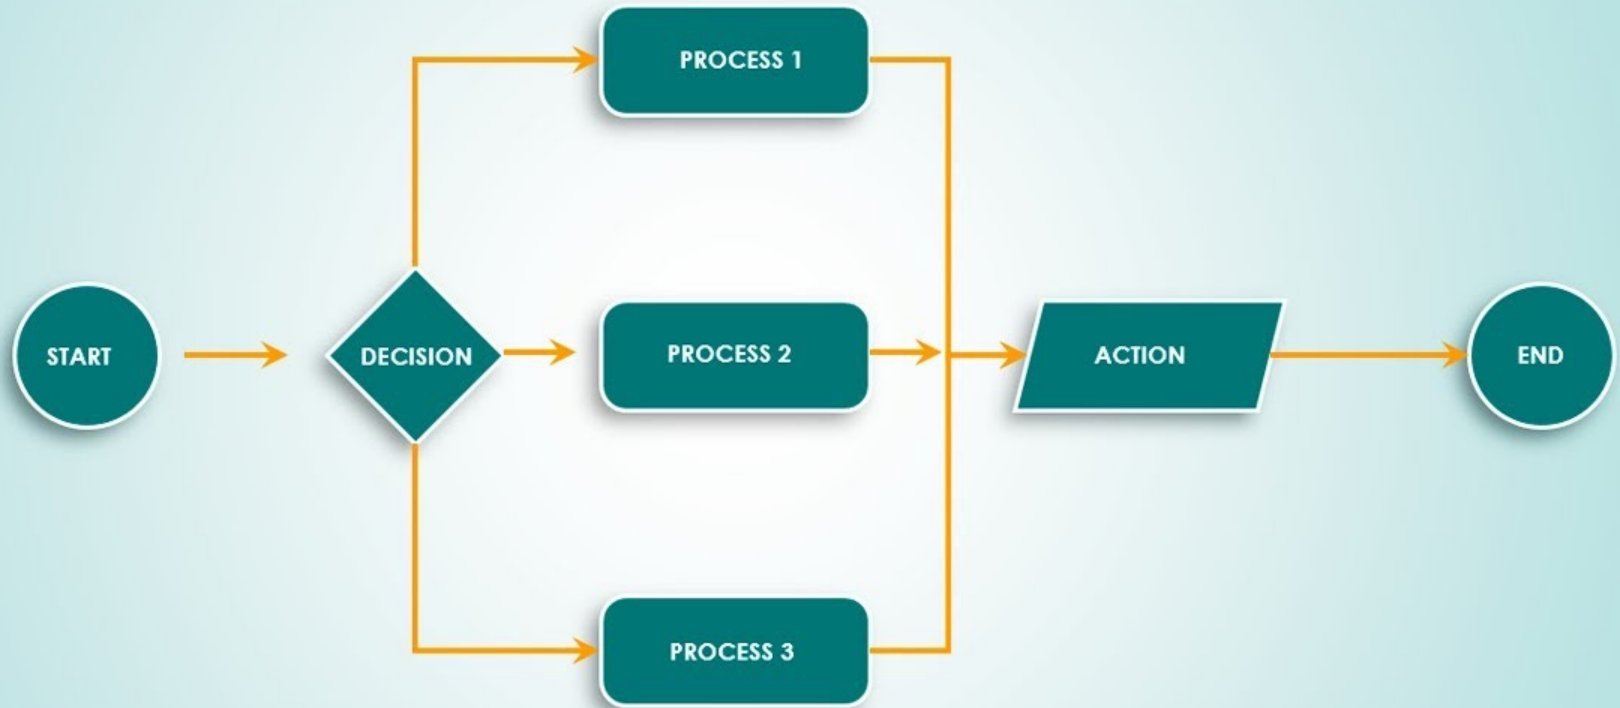 START
DECISION
PROCESS 1
PROCESS 2
PROCESS 3
ACTION
END